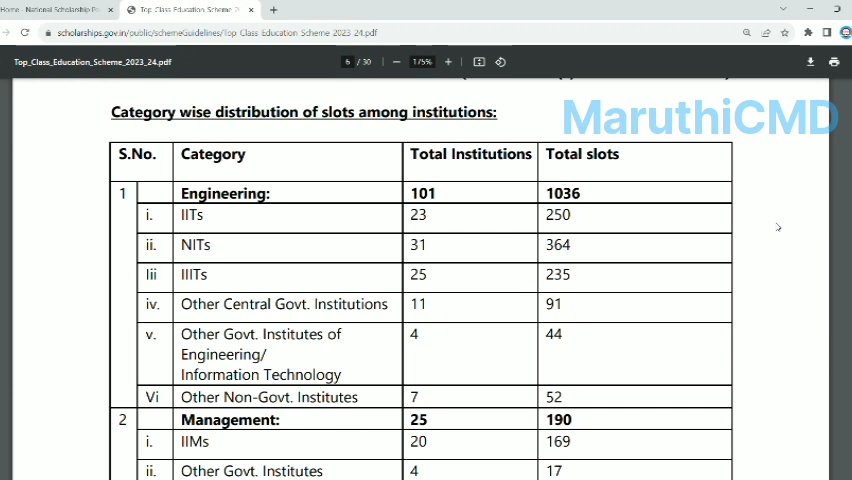 Home - National Scholarship Po
Top Class Education Scheme 2
scholarships.gov.in/public/schemeGuidelines/Top Class Education Scheme 2023 24.pdf
Top_Class_Education_Scheme_2023_24.pdf
6 / 30
175%
Category wise distribution of slots among institutions:
MaruthiCMD
S.No. Category Total Institutions Total slots
1 Engineering: 101 1036
i. IITs 23 250
ii. NITs 31 364
Iii IIITs 25 235
iv. Other Central Govt. Institutions 11 91
v. Other Govt. Institutes of 4 44
Engineering/
Information Technology
Vi Other Non-Govt. Institutes 7 52
2 Management: 25 190
i. IIMs 20 169
ii. Other Govt. Institutes 4 17